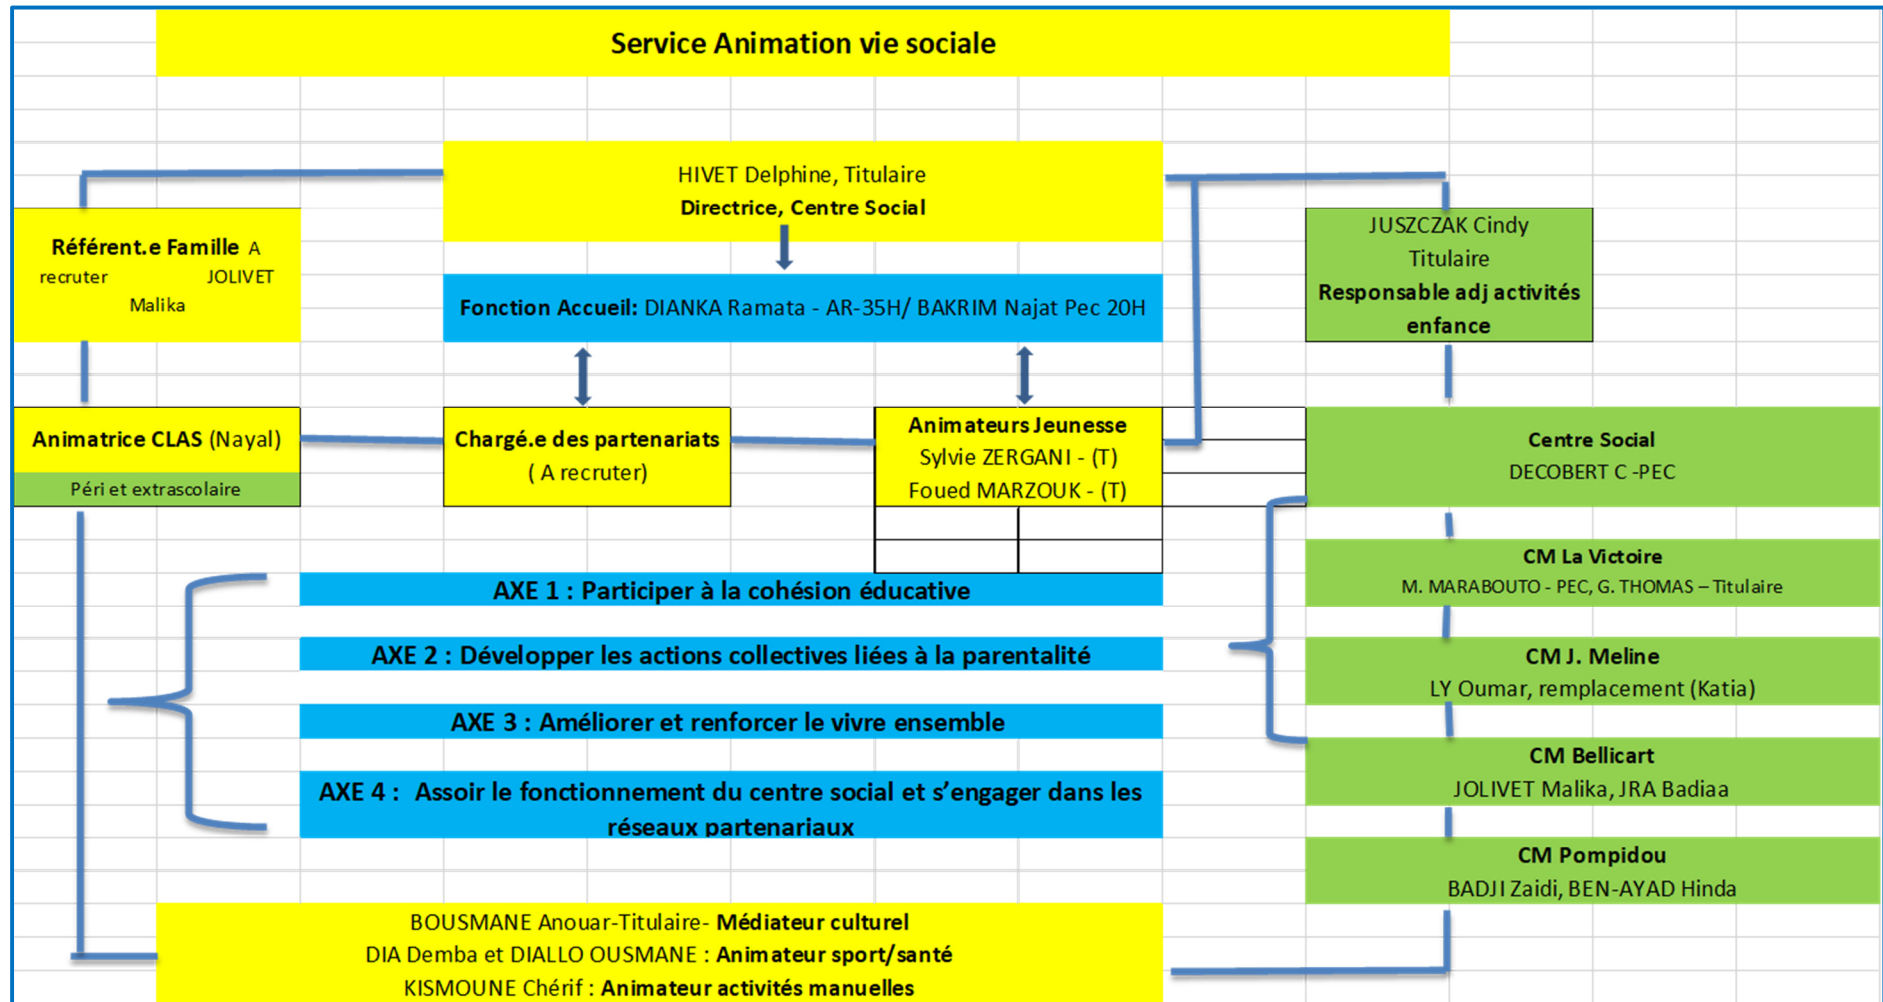 Service Animation vie sociale
HIVET Delphine, Titulaire
Directrice, Centre Social
Référent.e Famille A
recruter JOLIVET
Malika
JUSZCZAK Cindy
Titulaire
Responsable adj activités
enfance
Fonction Accueil: DIANKA Ramata - AR-35H/ BAKRIM Najat Pec 20H
Animatrice CLAS (Nayal)
Péri et extrascolaire
Chargé.e des partenariats
( A recruter)
Animateurs Jeunesse
Sylvie ZERGANI - (T)
Foued MARZOUK - (T)
Centre Social
DECOBERT C -PEC
CM La Victoire
M. MARABOUTO - PEC, G. THOMAS – Titulaire
CM J. Meline
LY Oumar, remplacement (Katia)
CM Bellicart
JOLIVET Malika, JRA Badiaa
CM Pompidou
BADJI Zaidi, BEN-AYAD Hinda
AXE 1 : Participer à la cohésion éducative
AXE 2 : Développer les actions collectives liées à la parentalité
AXE 3 : Améliorer et renforcer le vivre ensemble
AXE 4 : Assoir le fonctionnement du centre social et s’engager dans les
réseaux partenariaux
BOUSMANE Anouar-Titulaire- Médiateur culturel
DIA Demba et DIALLO OUSMANE : Animateur sport/santé
KISMOUNE Chérif : Animateur activités manuelles